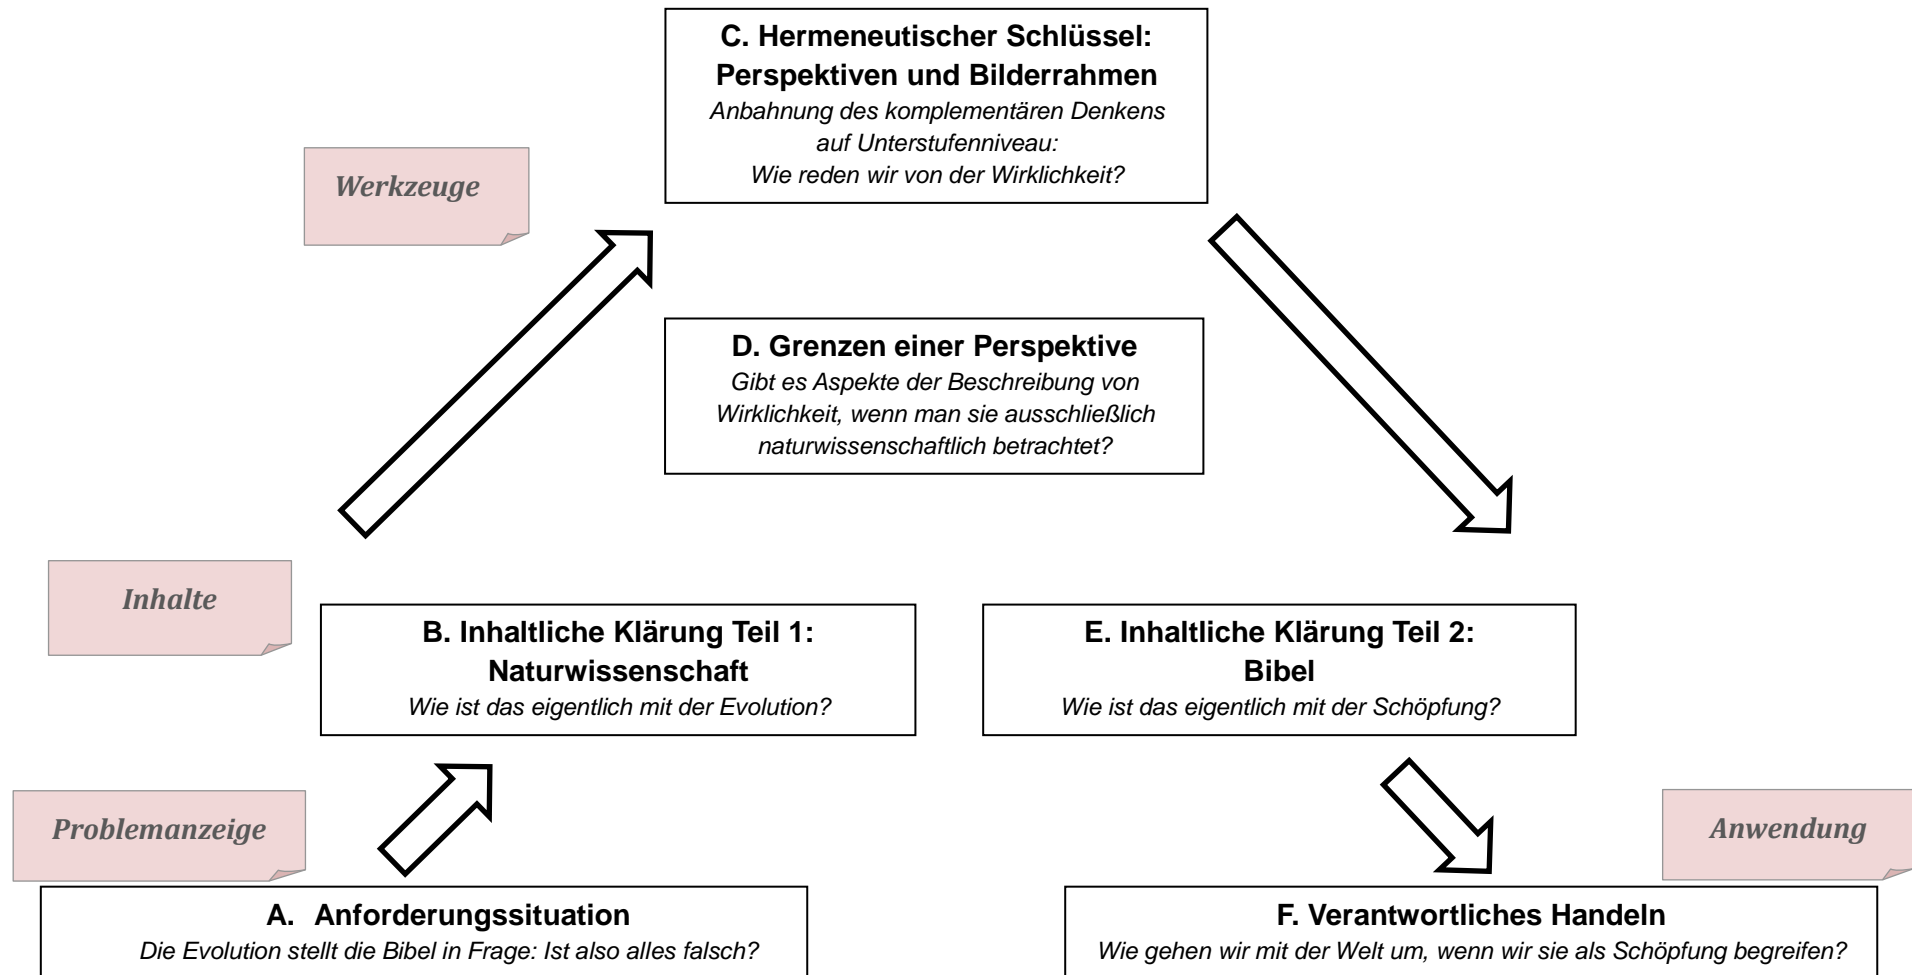 C. Hermeneutischer Schlüssel:
Perspektiven und Bilderrahmen
Anbahnung des komplementären Denkens
auf Unterstufenniveau:
Wie reden wir von der Wirklichkeit?
Werkzeuge
D. Grenzen einer Perspektive
Gibt es Aspekte der Beschreibung von
Wirklichkeit, wenn man sie ausschließlich
naturwissenschaftlich betrachtet?
Inhalte
B. Inhaltliche Klärung Teil 1:
Naturwissenschaft
Wie ist das eigentlich mit der Evolution?
E. Inhaltliche Klärung Teil 2:
Bibel
Wie ist das eigentlich mit der Schöpfung?
Problemanzeige
Anwendung
A. Anforderungssituation
Die Evolution stellt die Bibel in Frage: Ist also alles falsch?
F. Verantwortliches Handeln
Wie gehen wir mit der Welt um, wenn wir sie als Schöpfung begreifen?